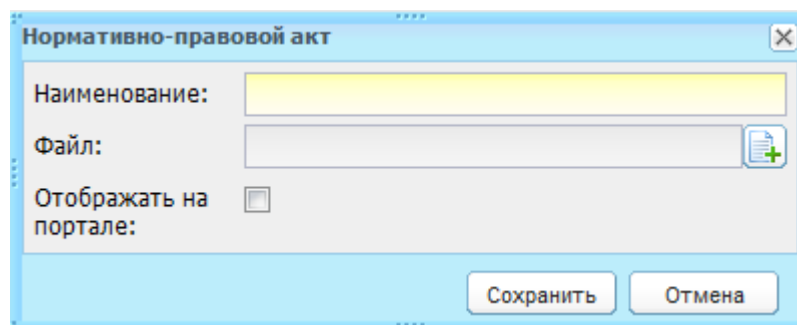 Нормативно-правовой акт
Наименование:
Файл:
Отображать на
портале:
Сохранить Отмена